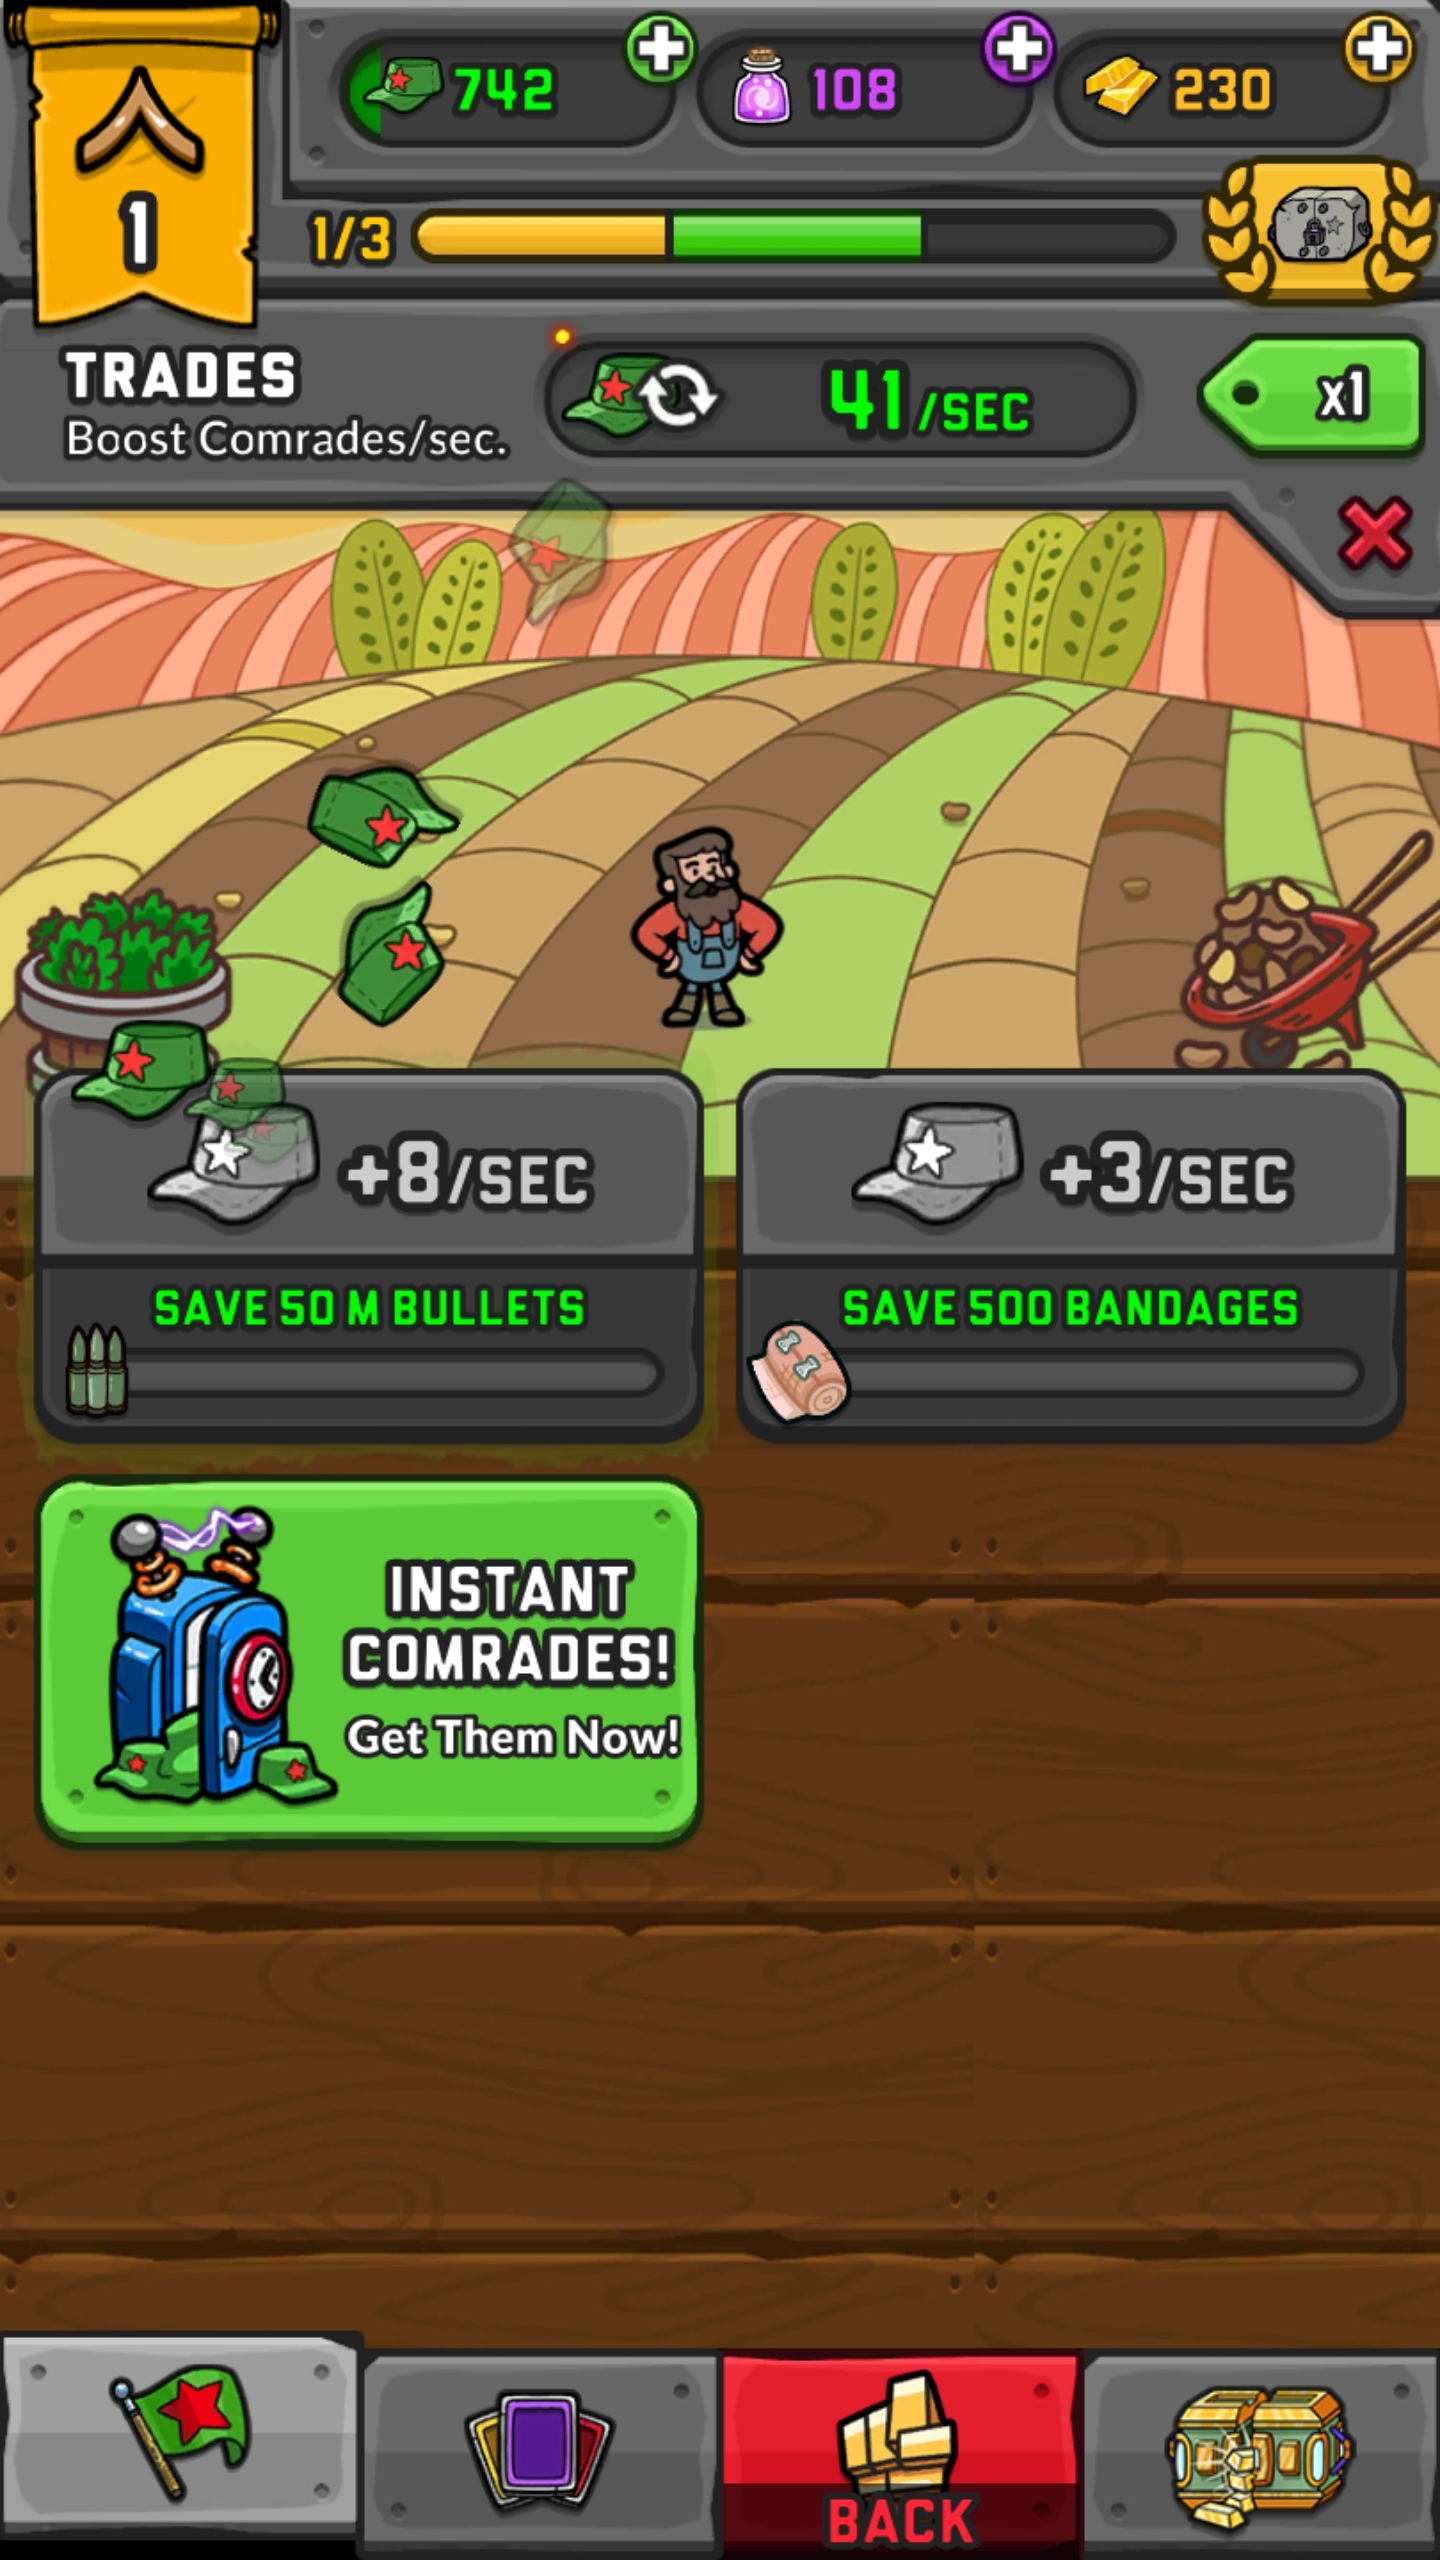 742
108
230
1
1/3
TRADES
Boost Comrades/sec.
41/SEC
x1
+8/SEC
+3/SEC
SAVE 50 M BULLETS
SAVE 500 BANDAGES
INSTANT
COMRADES!
Get Them Now!
BACK